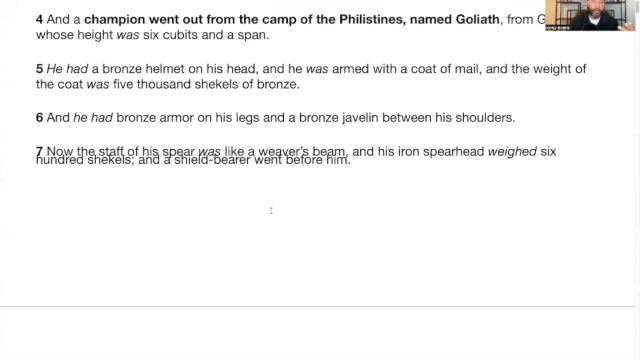 4 And a champion went out from the camp of the Philistines, named Goliath, from G
whose height was six cubits and a span.
5 He had a bronze helmet on his head, and he was armed with a coat of mail, and the weight of
the coat was five thousand shekels of bronze.
6 And he had bronze armor on his legs and a bronze javelin between his shoulders.
7 Now the staff of his spear was like a weaver's beam, and his iron spearhead weighed six
hundred shekels; and a shield-bearer went before him.